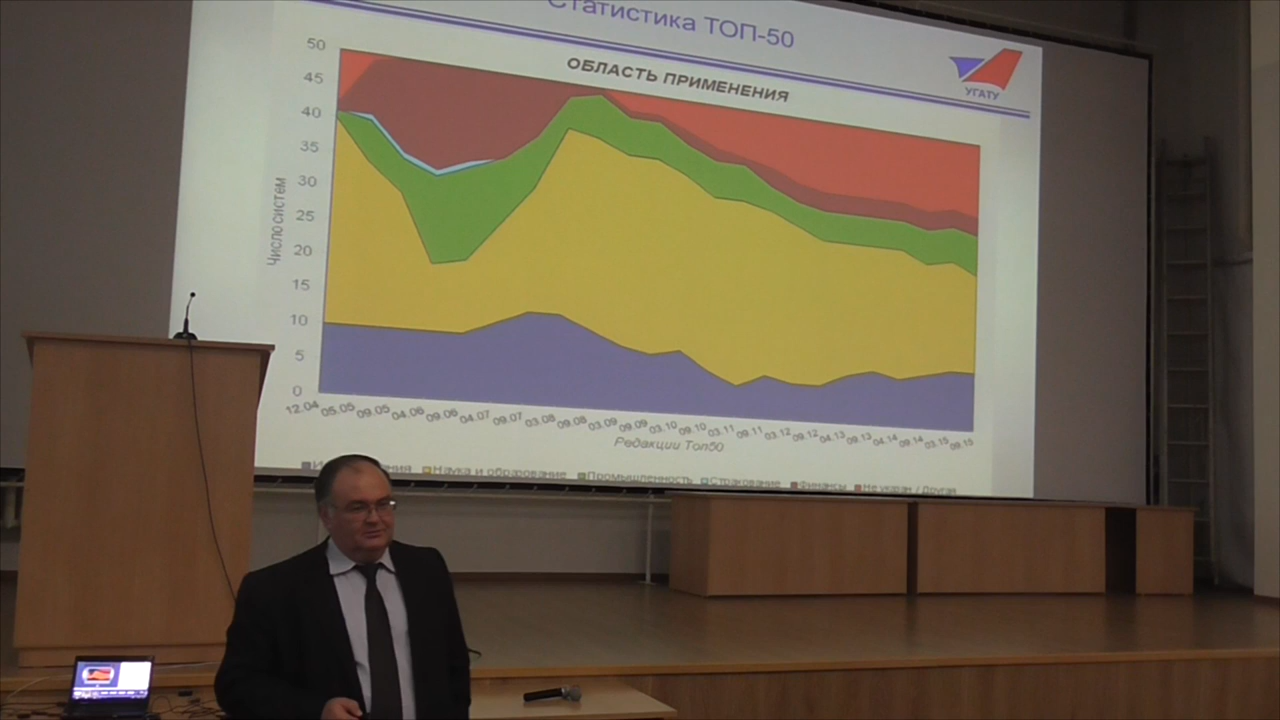 Статистика ТОП-50
УГАТУ
ОБЛАСТЬ ПРИМЕНЕНИЯ
Число систем
50
45
40
35
30
25
20
15
10
5
0
12.04 05.05 09.05 04.06 09.06 04.07 09.07 03.08 09.08 03.09 09.09 03.10 09.10 03.11 09.11 03.12 09.12 04.13 09.13 04.14 09.14 03.15 09.15
Редакции Топ50
Наука и образование Промышленность Страхование Финансы Не указан / Другая